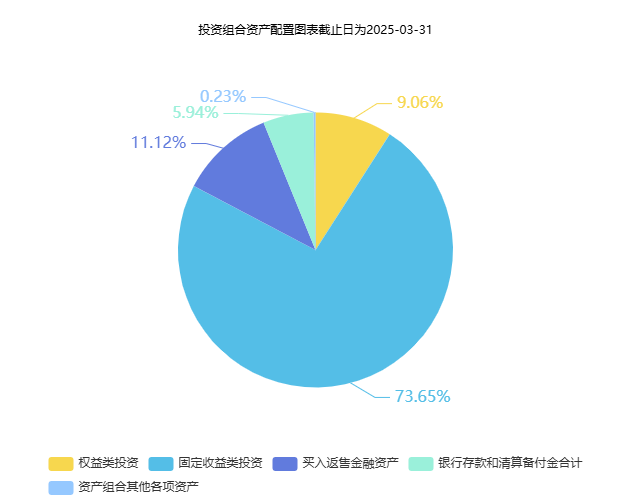 投资组合资产配置图表截止日为2025-03-31
0.23%
9.06%
5.94%
11.12%
73.65%
权益类投资 固定收益类投资 买入返售金融资产 银行存款和清算备付金合计
资产组合其他各项资产